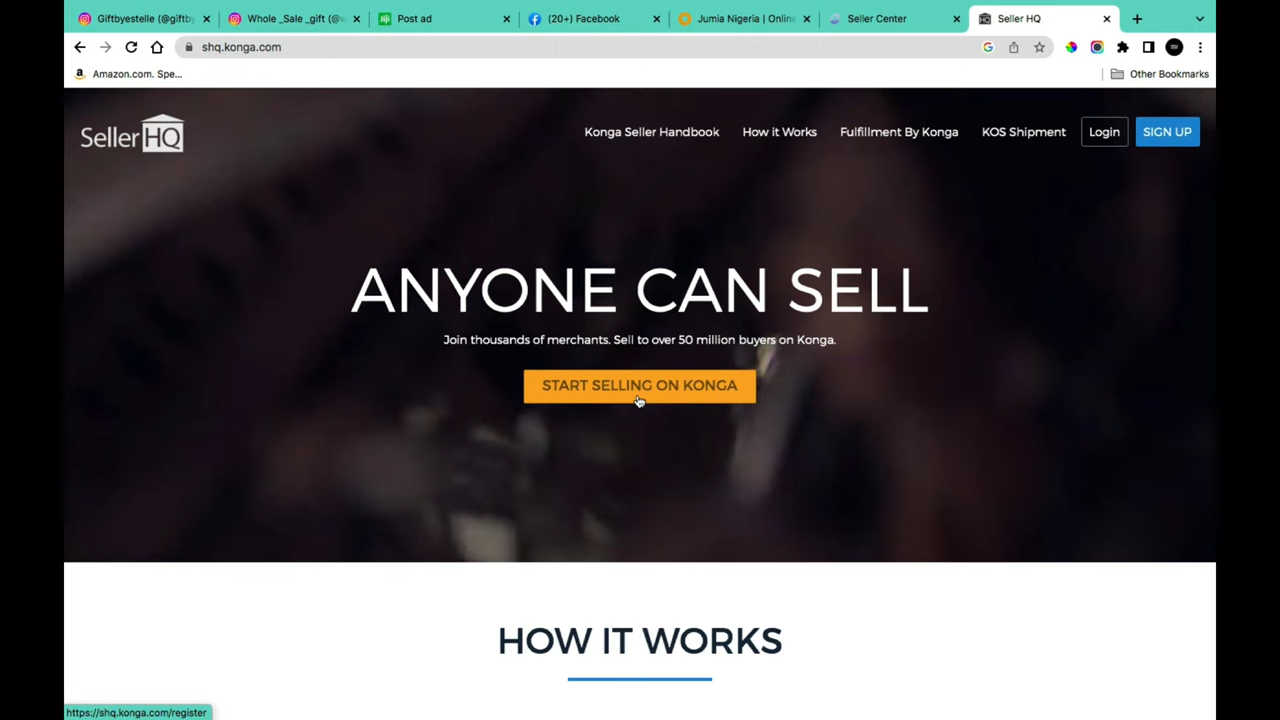 Giftbyestelle (@giftby
Whole _Sale _gift (@w
Post ad
(20+) Facebook
Jumia Nigeria | Online
Seller Center
Seller HQ
shq.konga.com
Amazon.com. Spe...
Other Bookmarks
SellerHQ
Konga Seller Handbook
How it Works
Fulfillment By Konga
KOS Shipment
Login
SIGN UP
ANYONE CAN SELL
Join thousands of merchants. Sell to over 50 million buyers on Konga.
START SELLING ON KONGA
HOW IT WORKS
https://shq.konga.com/register